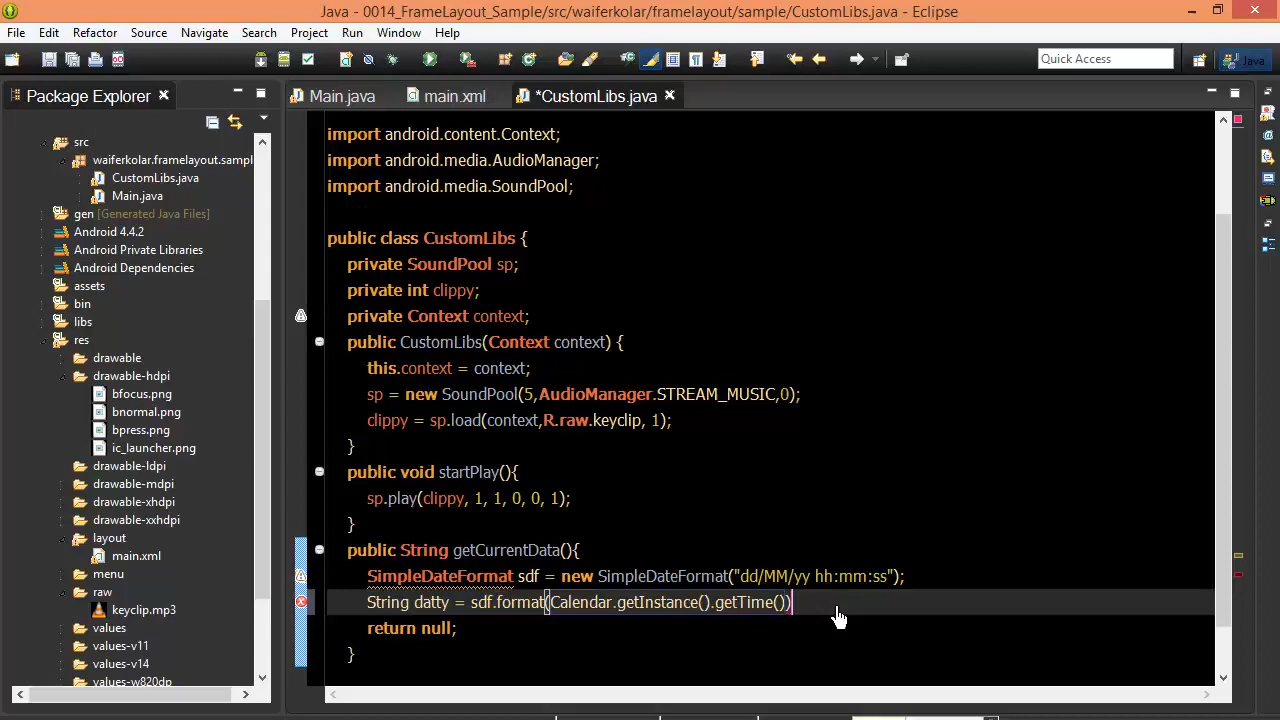 Java - 0014_FrameLayout_Sample/src/waiferkolar/framelayout/sample/CustomLibs.java - Eclipse
File Edit Refactor Source Navigate Search Project Run Window Help
Quick Access
Java
Package Explorer
Main.java main.xml *CustomLibs.java
src
waiferkolar.framelayout.sampl
CustomLibs.java
Main.java
gen [Generated Java Files]
Android 4.4.2
Android Private Libraries
Android Dependencies
assets
bin
libs
res
drawable
drawable-hdpi
bfocus.png
bnormal.png
bpress.png
ic_launcher.png
drawable-ldpi
drawable-mdpi
drawable-xhdpi
drawable-xxhdpi
layout
main.xml
menu
raw
keyclip.mp3
values
values-v11
values-v14
values-w820dp
import android.content.Context;
import android.media.AudioManager;
import android.media.SoundPool;
public class CustomLibs {
private SoundPool sp;
private int clippy;
private Context context;
public CustomLibs(Context context) {
this.context = context;
sp = new SoundPool(5,AudioManager.STREAM_MUSIC,0);
clippy = sp.load(context,R.raw.keyclip, 1);
}
public void startPlay(){
sp.play(clippy, 1, 1, 0, 0, 1);
}
public String getCurrentData(){
SimpleDateFormat sdf = new SimpleDateFormat("dd/MM/yy hh:mm:ss");
String datty = sdf.format(Calendar.getInstance().getTime())
return null;
}